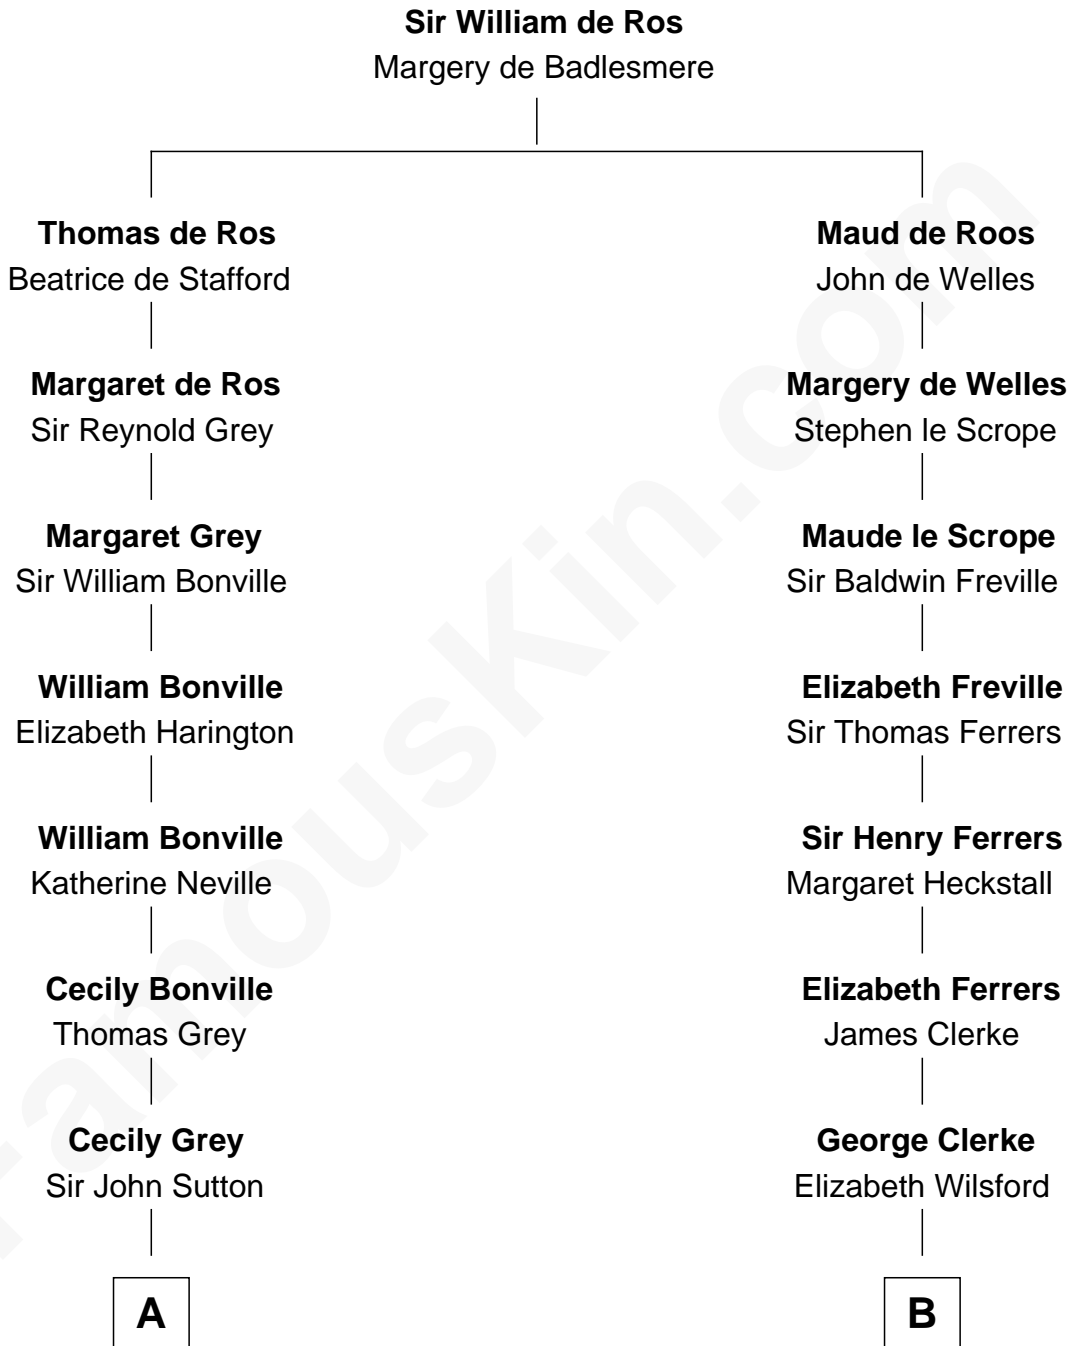 Sir William de Ros
Margery de Badlesmere
Thomas de Ros
Beatrice de Stafford
Margaret de Ros
Sir Reynold Grey
Margaret Grey
Sir William Bonville
William Bonville
Elizabeth Harington
William Bonville
Katherine Neville
Cecily Bonville
Thomas Grey
Cecily Grey
Sir John Sutton
A
Maud de Roos
John de Welles
Margery de Welles
Stephen le Scrope
Maude le Scrope
Sir Baldwin Freville
Elizabeth Freville
Sir Thomas Ferrers
Sir Henry Ferrers
Margaret Heckstall
Elizabeth Ferrers
James Clerke
George Clerke
Elizabeth Wilsford
B
FamousKin.com